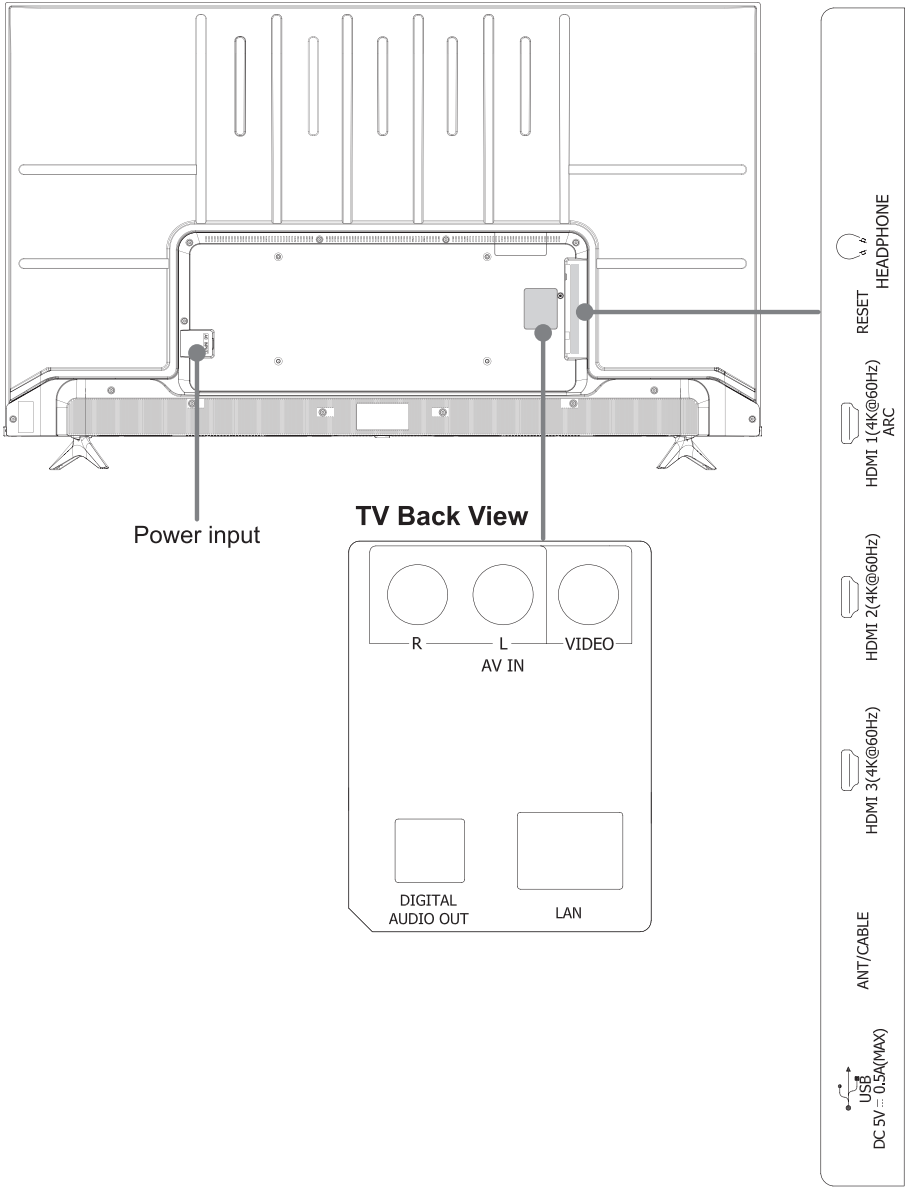 HEADPHONE
RESET
HDMI 1(4K@60Hz)
ARC
HDMI 2(4K@60Hz)
HDMI 3(4K@60Hz)
ANT/CABLE
USB
DC 5V ⎓ 0.5A(MAX)
Power input
TV Back View
R
L
VIDEO
AV IN
DIGITAL
AUDIO OUT
LAN